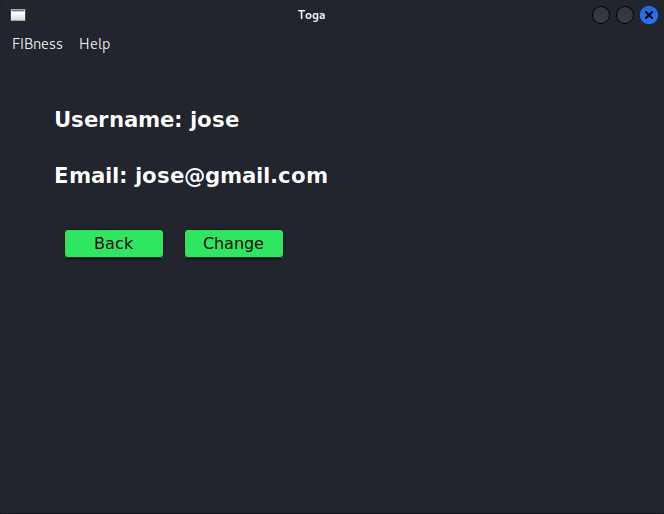 Toga
FIBness Help
Username: jose
Email: jose@gmail.com
Back Change